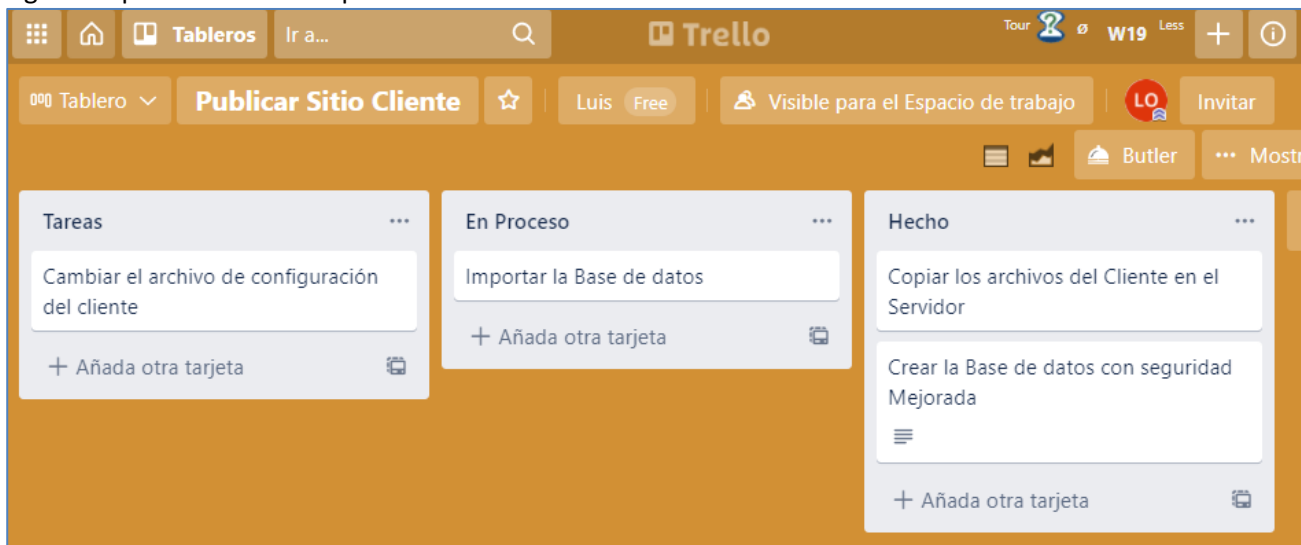 Tableros Ir a... Trello Tour Ø W19 Less
Tablero Publicar Sitio Cliente Luis Free Visible para el Espacio de trabajo LO Invitar
Butler ... Mostr
Tareas ... En Proceso ... Hecho ...
Cambiar el archivo de configuración
del cliente
+ Añada otra tarjeta
Importar la Base de datos
+ Añada otra tarjeta
Copiar los archivos del Cliente en el
Servidor
Crear la Base de datos con seguridad
Mejorada
+ Añada otra tarjeta